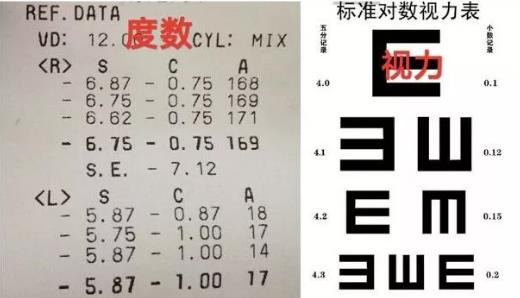 REF.DATA
VD: 12.0 CYL: MIX
度数
<R> S C A
- 6.87 - 0.75 168
- 6.75 - 0.75 169
- 6.62 - 0.75 171
- 6.75 - 0.75 169
S.E. - 7.12
<L> S C A
- 5.87 - 0.87 18
- 5.75 - 1.00 17
- 5.87 - 1.00 14
- 5.87 - 1.00 17
标准对数视力表
五分记录
小数记录
视力
4.0 0.1
4.1 0.12
4.2 0.15
4.3 0.2